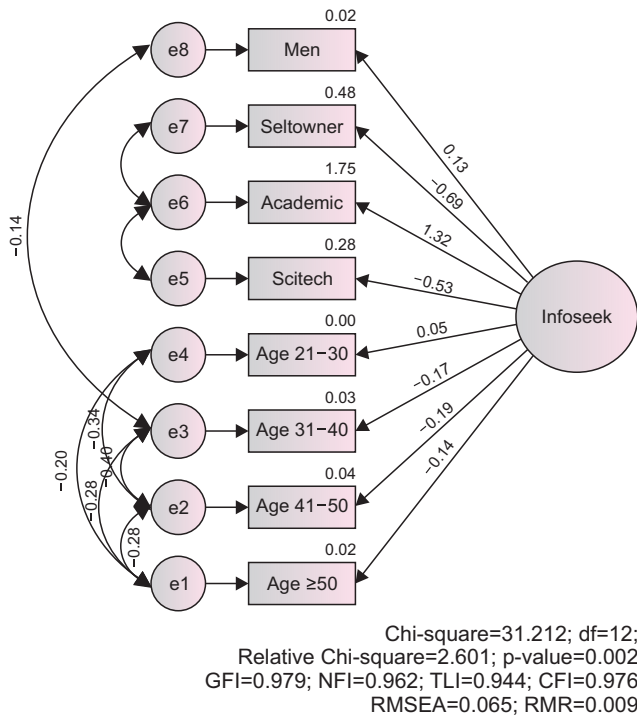 0.02
e8
Men
0.48
e7
Seltowner
0.13
1.75
−0.69
e6
Academic
1.32
−0.14
0.28
e5
Scitech
−0.53
Infoseek
0.00
0.05
e4
Age 21−30
−0.17
0.03
−0.34
−0.19
e3
Age 31−40
−0.20
−0.40
−0.14
−0.28
0.04
e2
Age 41−50
−0.28
0.02
e1
Age ≥50
Chi-square=31.212; df=12;
Relative Chi-square=2.601; p-value=0.002
GFI=0.979; NFI=0.962; TLI=0.944; CFI=0.976
RMSEA=0.065; RMR=0.009